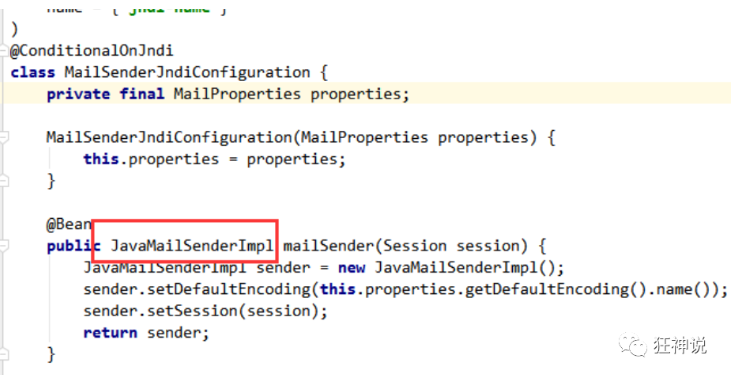 name = {"jndi-name"}
)
@ConditionalOnJndi
class MailSenderJndiConfiguration {
    private final MailProperties properties;
    MailSenderJndiConfiguration(MailProperties properties) {
        this.properties = properties;
    }
    @Bean
    public JavaMailSenderImpl mailSender(Session session) {
        JavaMailSenderImpl sender = new JavaMailSenderImpl();
        sender.setDefaultEncoding(this.properties.getDefaultEncoding().name());
        sender.setSession(session);
        return sender;
    }
狂神说